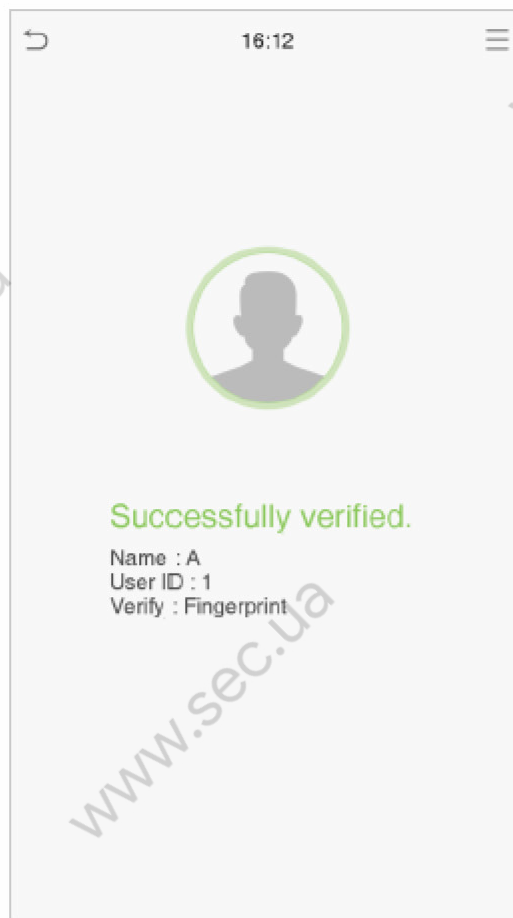 16:12
Successfully verified.
Name : A
User ID : 1
Verify : Fingerprint
www.sec.ua